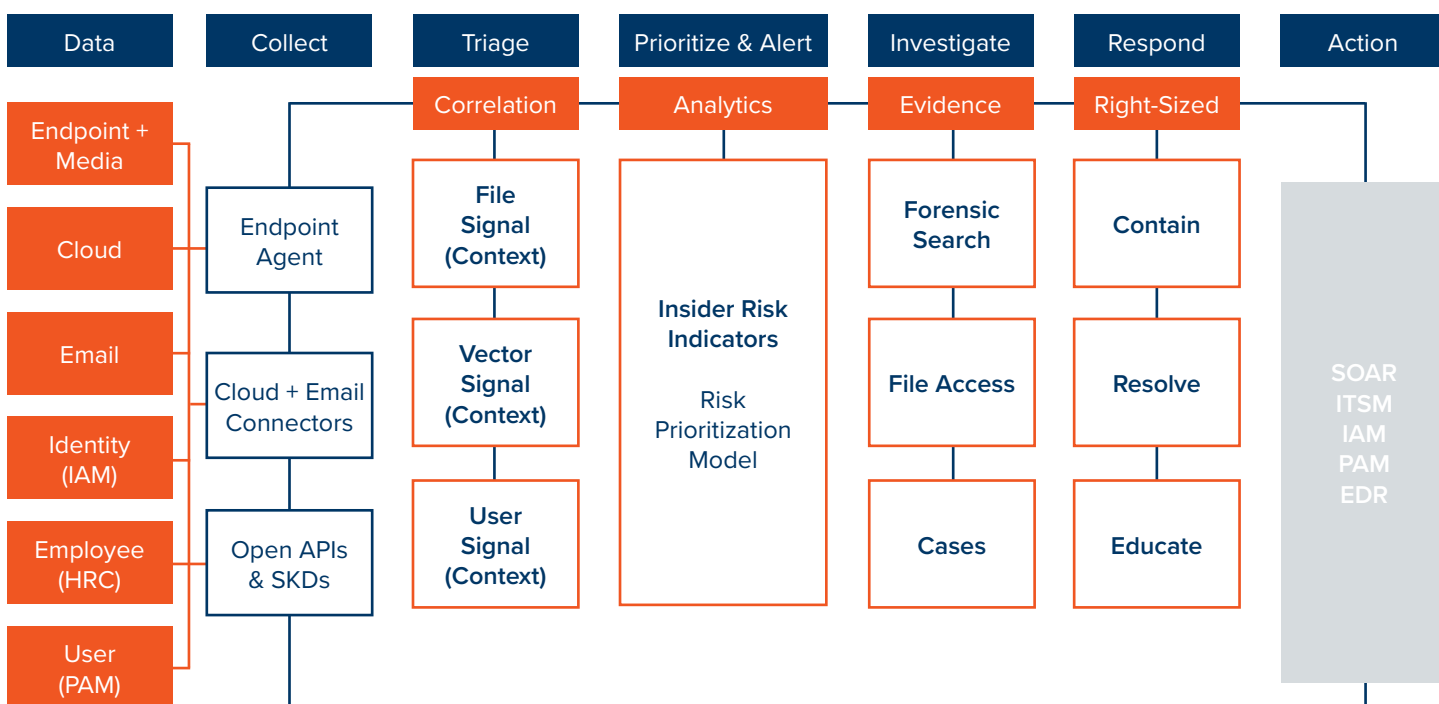 Data
Collect
Triage
Prioritize & Alert
Investigate
Respond
Action
Correlation
Analytics
Evidence
Right-Sized
Endpoint +
Media
Cloud
Email
Identity
(IAM)
Employee
(HRC)
User
(PAM)
Endpoint
Agent
Cloud + Email
Connectors
Open APIs
& SKDs
File
Signal
(Context)
Vector
Signal
(Context)
User
Signal
(Context)
Insider Risk
Indicators
Risk
Prioritization
Model
Forensic
Search
File Access
Cases
Contain
Resolve
Educate
SOAR
ITSM
IAM
PAM
EDR